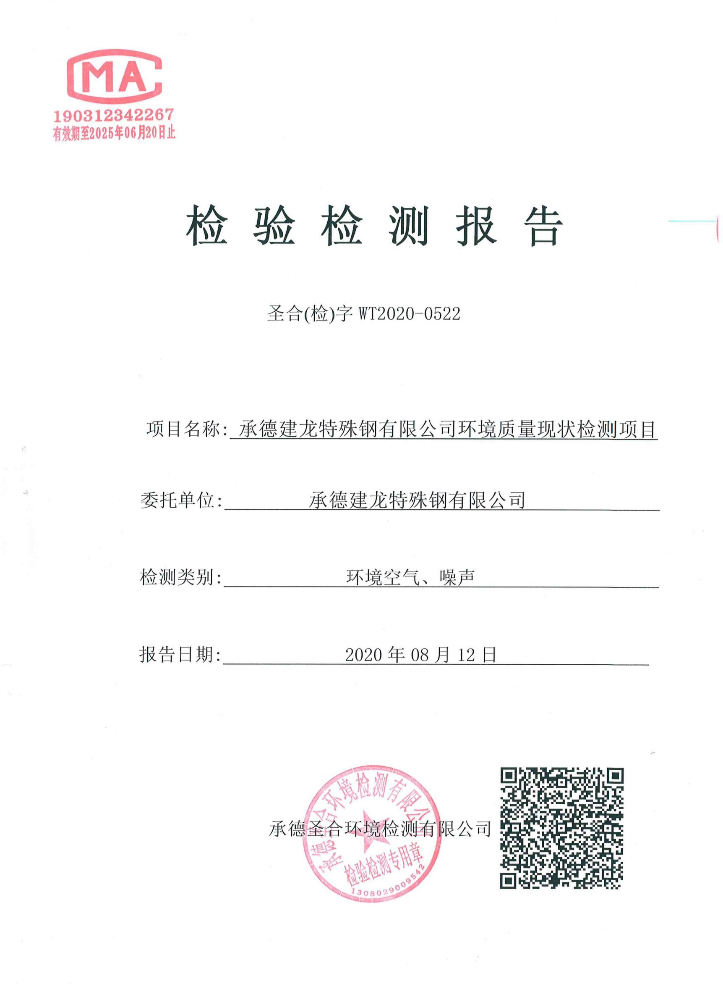 MA
190312342267
有效期至2025年06月20日止
检验检测报告
圣合(检)字 WT2020-0522
项目名称: 承德建龙特殊钢有限公司环境质量现状检测项目
委托单位: 承德建龙特殊钢有限公司
检测类别: 环境空气、噪声
报告日期: 2020 年 08 月 12 日
承德圣合环境检测有限公司
承德圣合环境检测有限公司
检验检测专用章
1308029009542